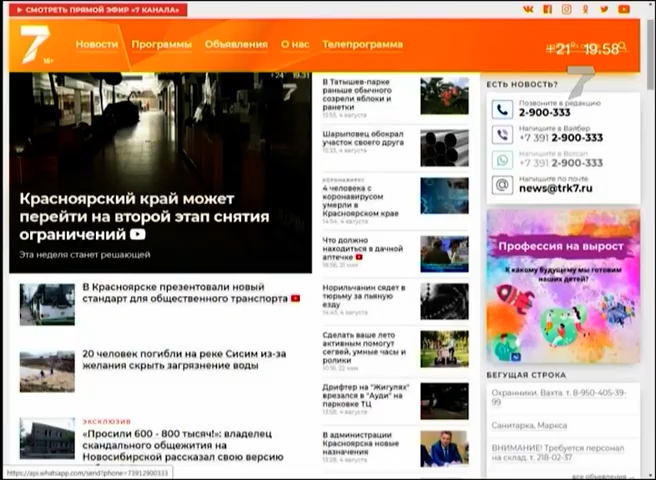 СМОТРЕТЬ ПРЯМОЙ ЭФИР «7 КАНАЛА»
7
16+
Новости
Программы
Объявления
О нас
Телепрограмма
+21° 19:58
Красноярский край может
перейти на второй этап снятия
ограничений
Эта неделя станет решающей
В Красноярске презентовали новый
стандарт для общественного транспорта
20 человек погибли на реке Сисим из-за
желания скрыть загрязнение воды
ЭКСКЛЮЗИВ
«Просили 600 - 800 тысяч!»: владелец
скандального общежития на
Новосибирской рассказал свою версию
https://api.whatsapp.com/send?phone=73912900333
В Татышев-парке
раньше обычного
созрели яблоки и
ранетки
Шарыповец обокрал
участок своего друга
КОРОНАВИРУС
4 человека с
коронавирусом
умерли в
Красноярском крае
Что должно
находиться в дачной
аптечке
Норильчанин сядет в
тюрьму за пьяную
езду
Сделать ваше лето
активным помогут
сегвей, умные часы и
ролики
Дрифтер на "Жигулях"
врезался в "Ауди" на
парковке ТЦ
В администрации
Красноярска новые
назначения
ЕСТЬ НОВОСТЬ?
Позвоните в редакцию
2-900-333
Напишите в Вайбер
+7 391 2-900-333
Напишите в Вотсап
+7 391 2-900-333
Напишите по почте
news@trk7.ru
Профессия на вырост
К какому будущему мы готовим
наших детей?
БЕГУЩАЯ СТРОКА
Охранники. Вахта. т. 8-950-405-39-
99
Санитарка, Маркса
ВНИМАНИЕ! Требуется персонал
на склад. т. 218-02-37
все объявления